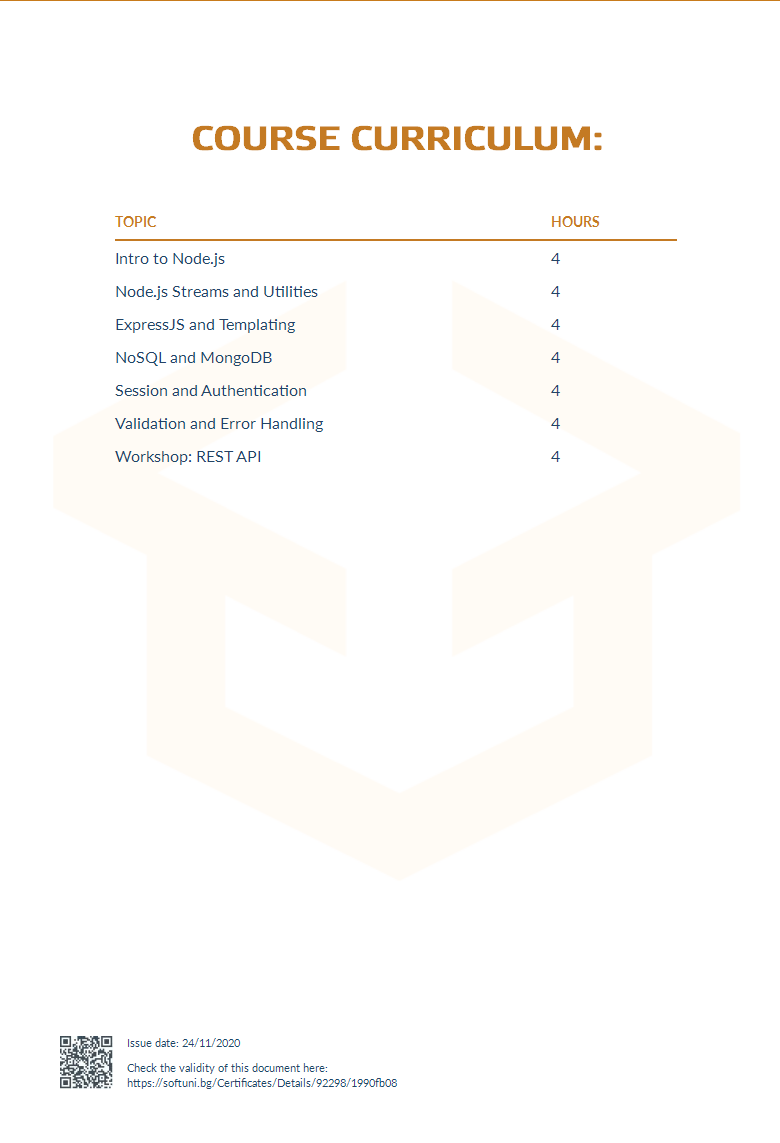 COURSE CURRICULUM:
TOPIC HOURS
Intro to Node.js 4
Node.js Streams and Utilities 4
ExpressJS and Templating 4
NoSQL and MongoDB 4
Session and Authentication 4
Validation and Error Handling 4
Workshop: REST API 4
Issue date: 24/11/2020
Check the validity of this document here:
https://softuni.bg/Certificates/Details/92298/1990fb08